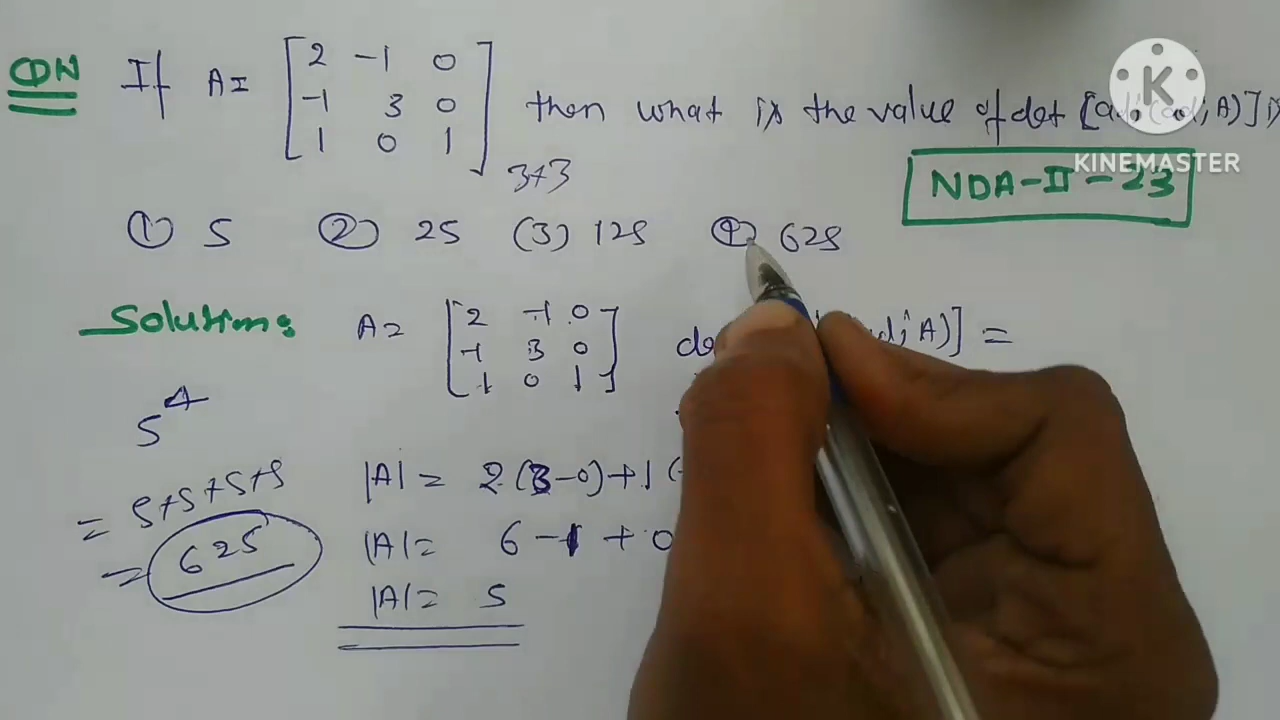 QN If A= [2 -1 0
-1 3 0
1 0 1] then what is the value of det [adj(adj A)] is
3×3
K
KINEMASTER
NDA-II-23
(1) 5 (2) 25 (3) 125 (4) 625
Solution: A = [2 -1 0
-1 3 0
1 0 1] adj A)] =
5^4
|A| = 2(3-0)+1(
= 5×5×5×5
|A| = 6-1+0
= 625
|A| = 5